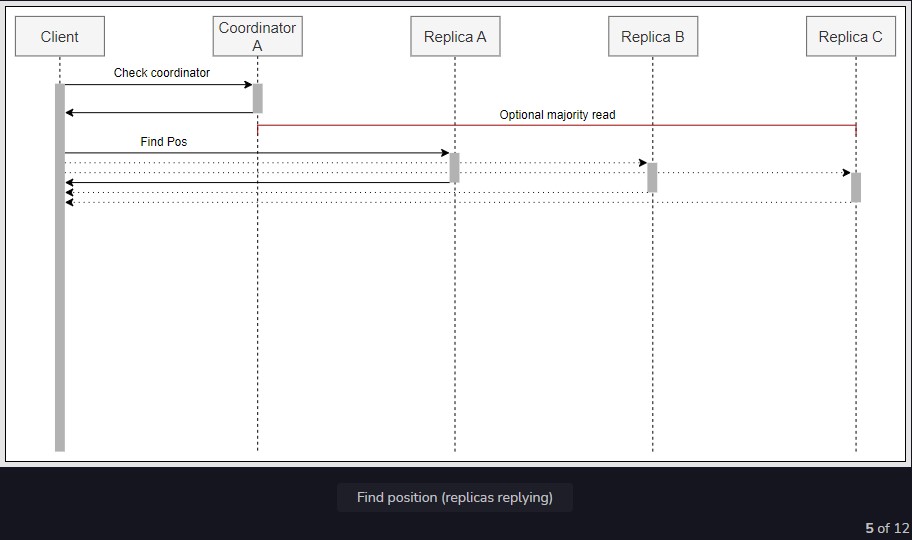 Client
Coordinator
A
Replica A
Replica B
Replica C
Check coordinator
Optional majority read
Find Pos
Find position (replicas replying)
5 of 12